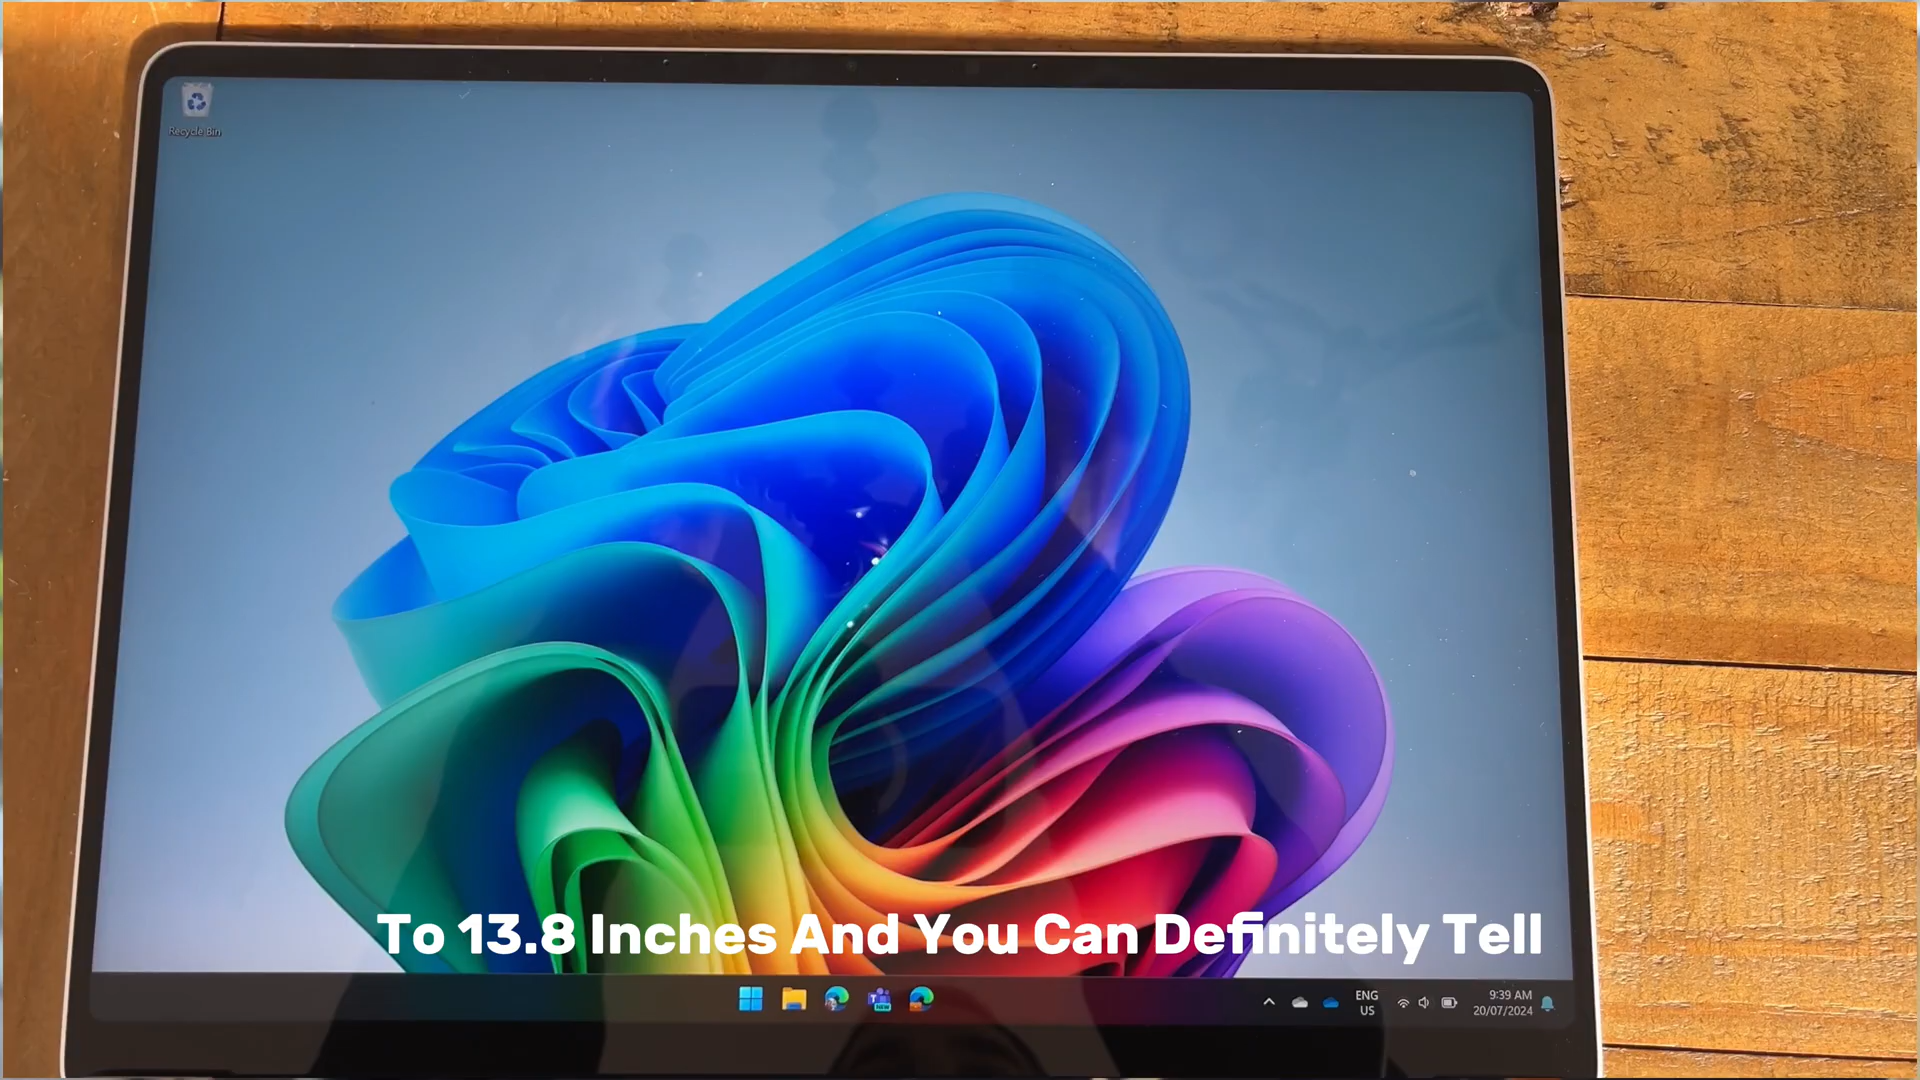 Recycle Bin
To 13.8 Inches And You Can Definitely Tell
NEW
ENG
US
9:39 AM
20/07/2024